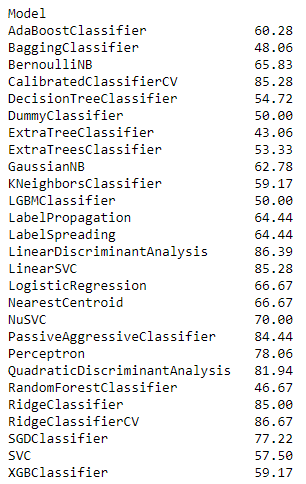 Model
AdaBoostClassifier 60.28
BaggingClassifier 48.06
BernoulliNB 65.83
CalibratedClassifierCV 85.28
DecisionTreeClassifier 54.72
DummyClassifier 50.00
ExtraTreeClassifier 43.06
ExtraTreesClassifier 53.33
GaussianNB 62.78
KNeighborsClassifier 59.17
LGBMClassifier 50.00
LabelPropagation 64.44
LabelSpreading 64.44
LinearDiscriminantAnalysis 86.39
LinearSVC 85.28
LogisticRegression 66.67
NearestCentroid 66.67
NuSVC 70.00
PassiveAggressiveClassifier 84.44
Perceptron 78.06
QuadraticDiscriminantAnalysis 81.94
RandomForestClassifier 46.67
RidgeClassifier 85.00
RidgeClassifierCV 86.67
SGDClassifier 77.22
SVC 57.50
XGBClassifier 59.17